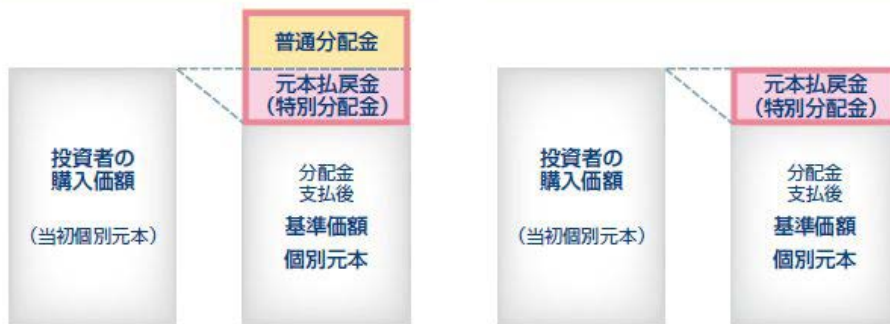 普通分配金
元本払戻金
(特別分配金)
投資者の
購入価額
(当初個別元本)
分配金
支払後
基準価額
個別元本
元本払戻金
(特別分配金)
投資者の
購入価額
(当初個別元本)
分配金
支払後
基準価額
個別元本